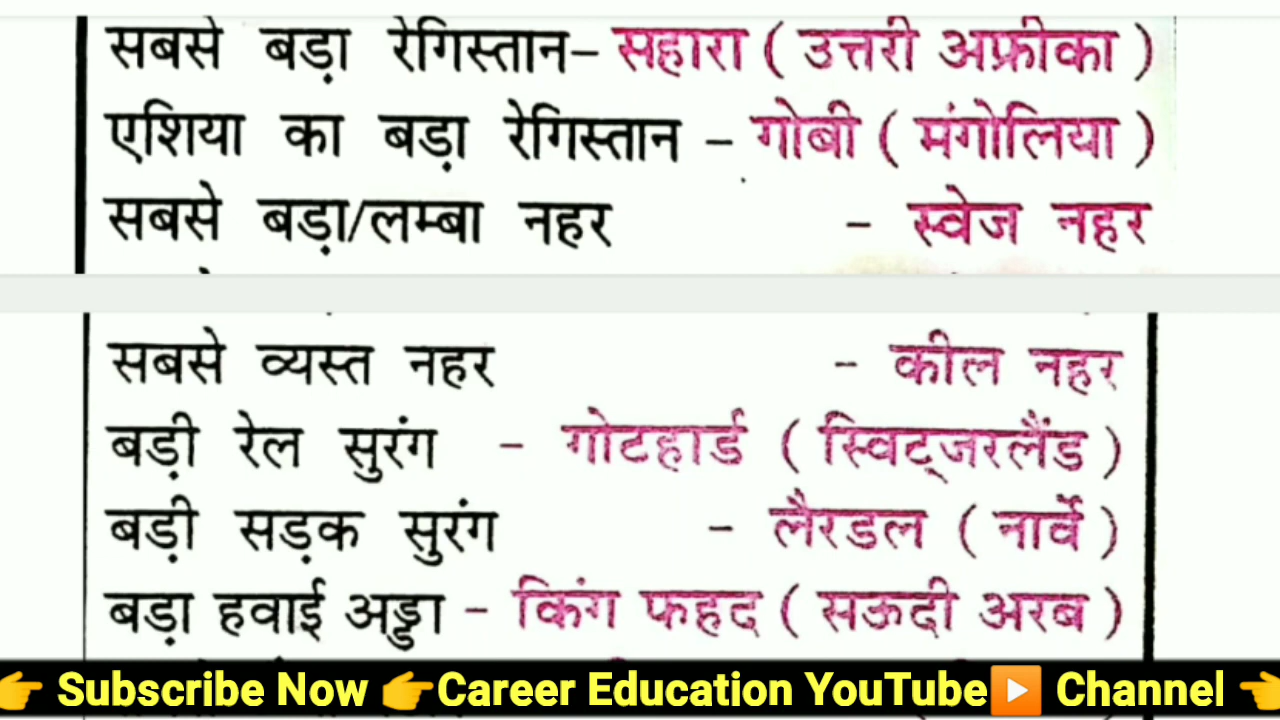 सबसे बड़ा रेगिस्तान– सहारा ( उत्तरी अफ्रीका )
एशिया का बड़ा रेगिस्तान – गोबी ( मंगोलिया )
सबसे बड़ा/लम्बा नहर – स्वेज नहर
सबसे व्यस्त नहर – कील नहर
बड़ी रेल सुरंग – गोटहार्ड ( स्विट्जरलैंड )
बड़ी सड़क सुरंग – लैरडल ( नार्वे )
बड़ा हवाई अड्डा – किंग फहद ( सऊदी अरब )
👉 Subscribe Now 👉Career Education YouTube▶️ Channel 👈